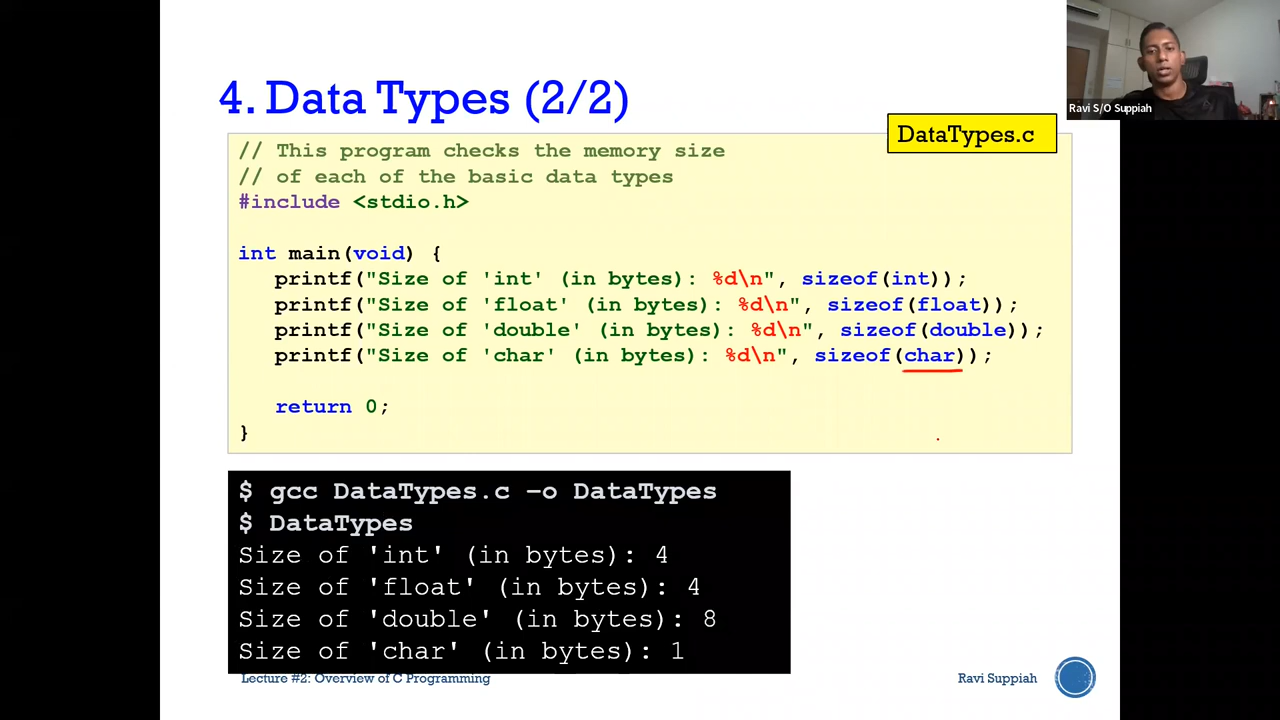 Ravi S/O Suppiah
4. Data Types (2/2)
DataTypes.c
// This program checks the memory size
// of each of the basic data types
#include <stdio.h>
int main(void) {
printf("Size of 'int' (in bytes): %d\n", sizeof(int));
printf("Size of 'float' (in bytes): %d\n", sizeof(float));
printf("Size of 'double' (in bytes): %d\n", sizeof(double));
printf("Size of 'char' (in bytes): %d\n", sizeof(char));
return 0;
}
$ gcc DataTypes.c –o DataTypes
$ DataTypes
Size of 'int' (in bytes): 4
Size of 'float' (in bytes): 4
Size of 'double' (in bytes): 8
Size of 'char' (in bytes): 1
Lecture #2: Overview of C Programming
Ravi Suppiah